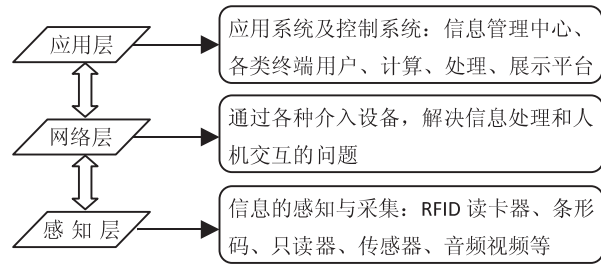 应用层
应用系统及控制系统：信息管理中心、
各类终端用户、计算、处理、展示平台
网络层
通过各种介入设备，解决信息处理和人
机交互的问题
感 知 层
信息的感知与采集：RFID 读卡器、条形
码、只读器、传感器、音频视频等